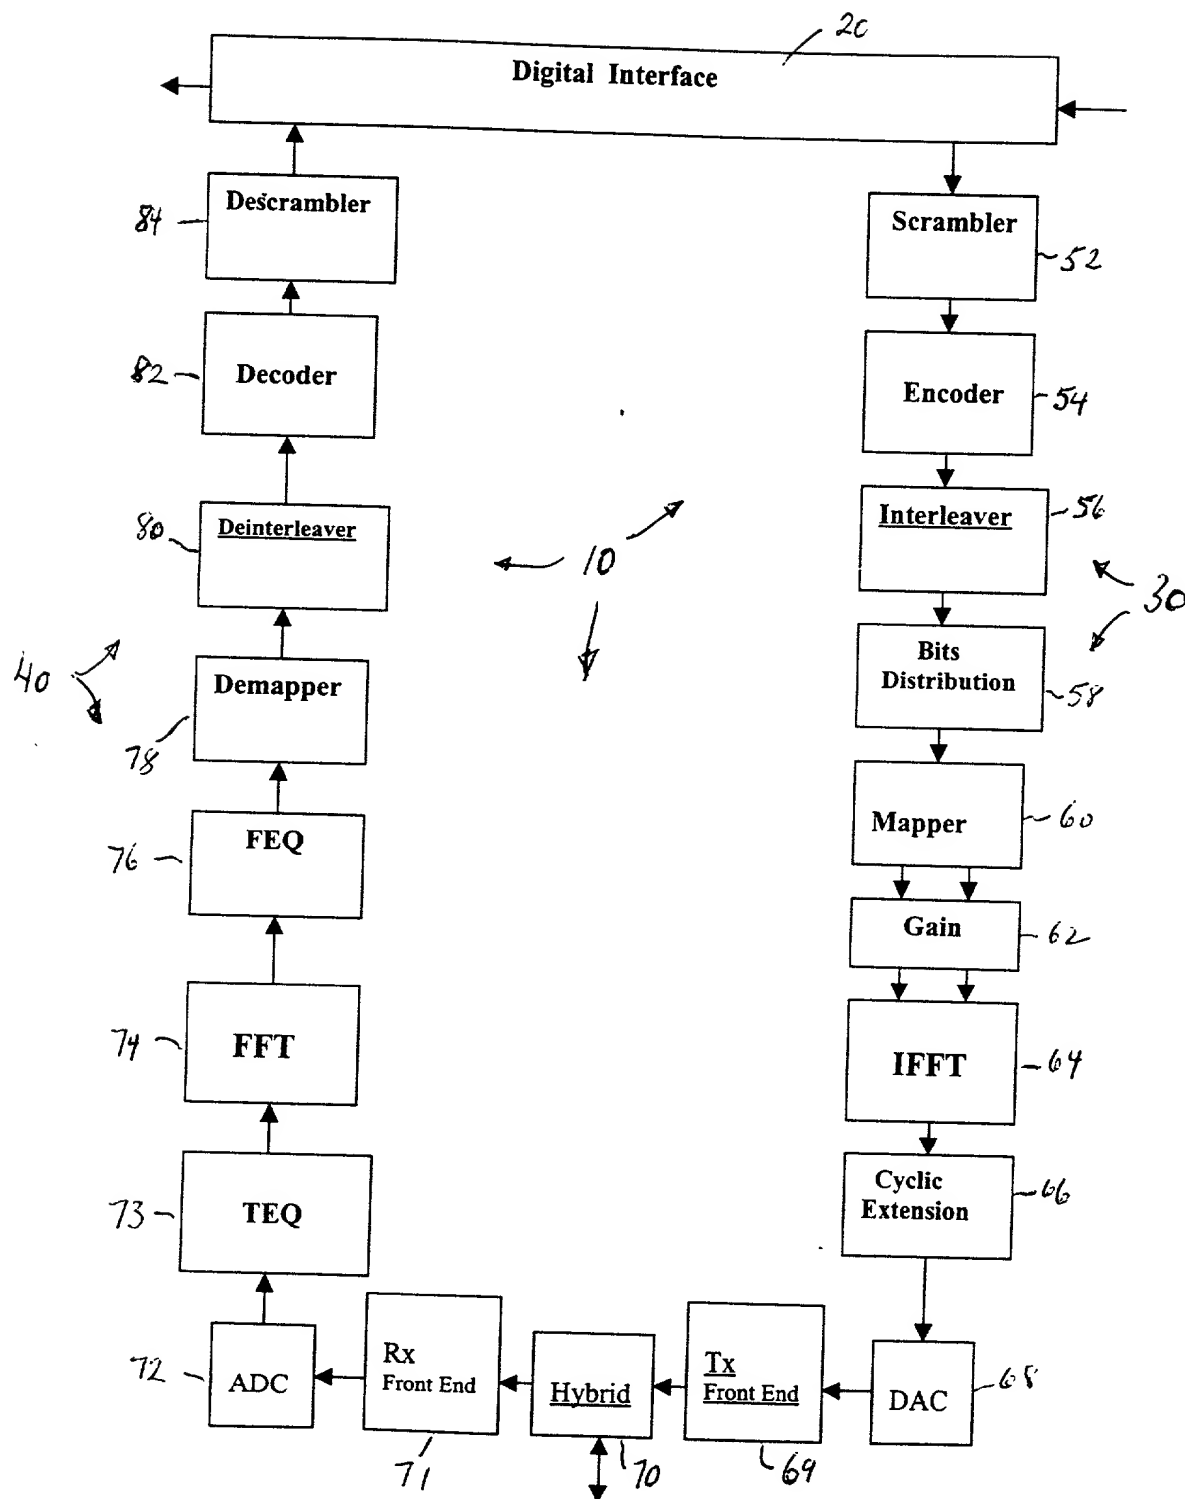 20
Digital Interface
84
Descrambler
Scrambler
52
82
Decoder
Encoder
54
80
Deinterleaver
Interleaver
56
10
30
40
Demapper
78
Bits
Distribution
58
Mapper
60
76
FEQ
Gain
62
74
FFT
IFFT
64
73
TEQ
Cyclic
Extension
66
72
ADC
Rx
Front End
71
Hybrid
70
Tx
Front End
69
DAC
68